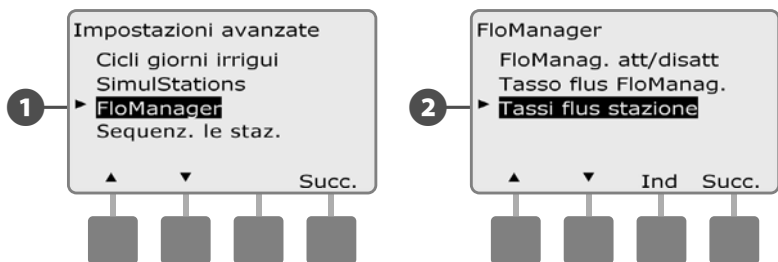 Impostazioni avanzate
Cicli giorni irrigui
SimulStations
1
► FloManager
Sequenz. le staz.
▲ ▼ Succ.
FloManager
FloManag. att/disatt
Tasso flus FloManag.
2
► Tassi flus stazione
▲ ▼ Ind Succ.